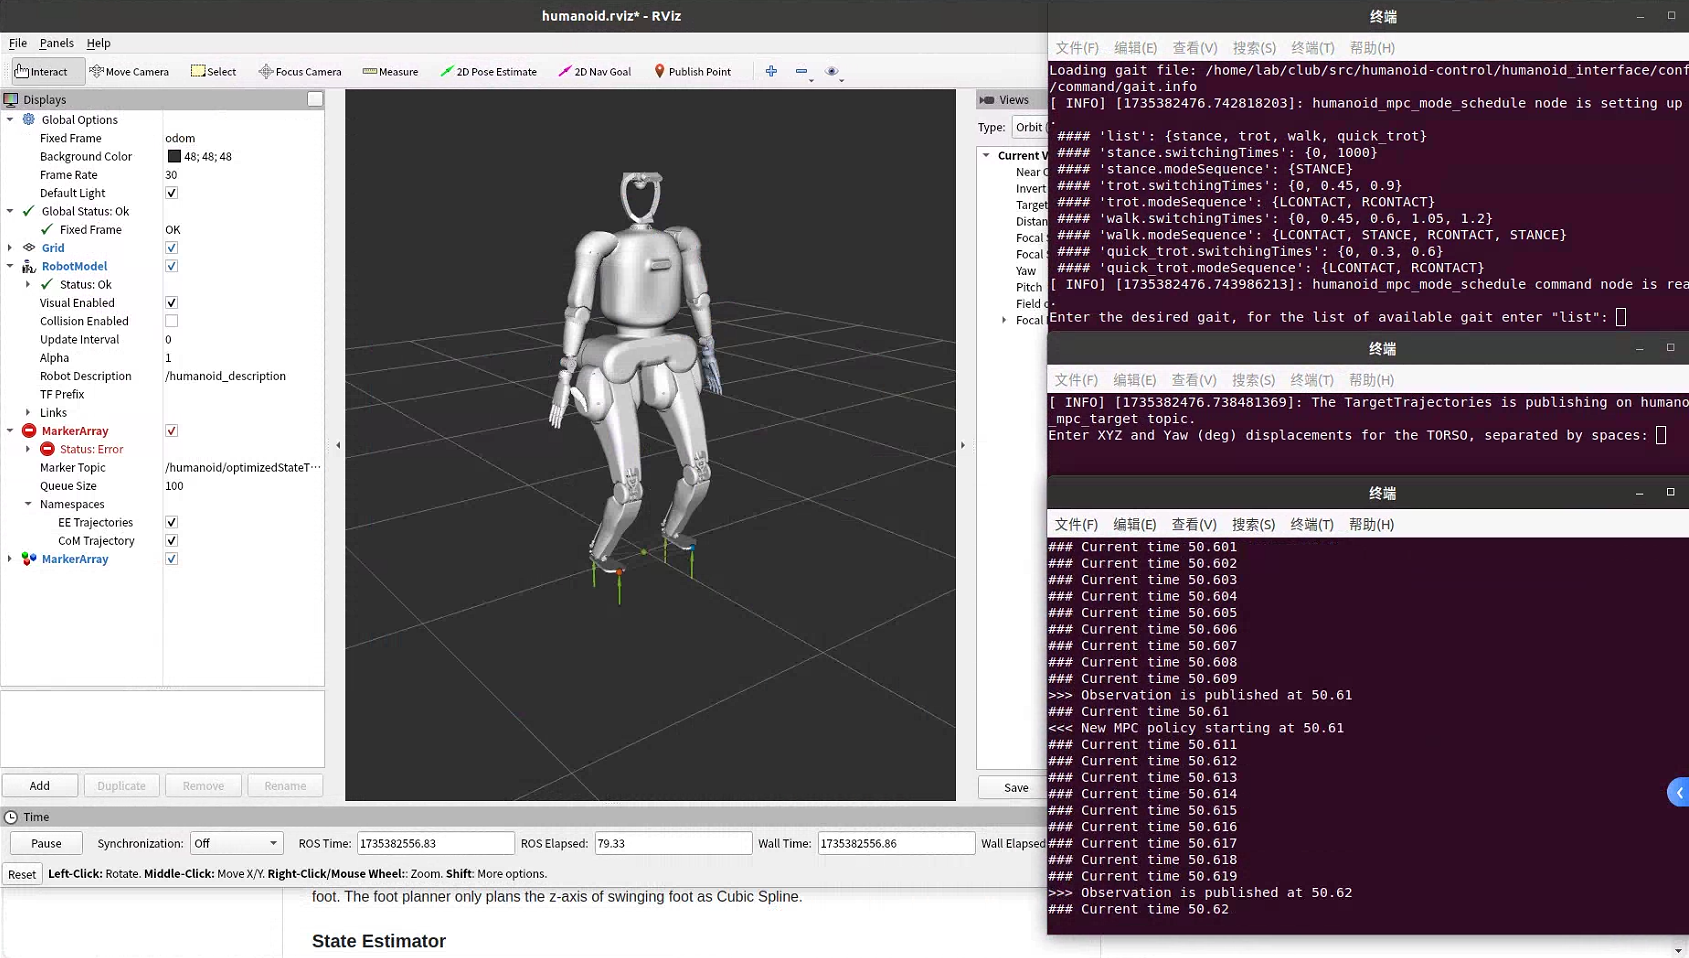 humanoid.rviz* - RViz
File Panels Help
Interact Move Camera Select Focus Camera Measure 2D Pose Estimate 2D Nav Goal Publish Point
Displays
Global Options
Fixed Frame odom
Background Color 48; 48; 48
Frame Rate 30
Default Light
Global Status: Ok
Fixed Frame OK
Grid
RobotModel
Status: Ok
Visual Enabled
Collision Enabled
Update Interval 0
Alpha 1
Robot Description /humanoid_description
TF Prefix
Links
MarkerArray
Status: Error
Marker Topic /humanoid/optimizedStateT…
Queue Size 100
Namespaces
EE Trajectories
CoM Trajectory
MarkerArray
Add Duplicate Remove Rename
Views
Type: Orbit (
Current V
Near C
Invert
Target
Distan
Focal S
Focal S
Yaw
Pitch
Field o
Focal
Save
Time
Pause Synchronization: Off ROS Time: 1735382556.83 ROS Elapsed: 79.33 Wall Time: 1735382556.86 Wall Elapsed
Reset Left-Click: Rotate. Middle-Click: Move X/Y. Right-Click/Mouse Wheel:: Zoom. Shift: More options.
foot. The foot planner only plans the z-axis of swinging foot as Cubic Spline.
State Estimator
终端
文件(F) 编辑(E) 查看(V) 搜索(S) 终端(T) 帮助(H)
Loading gait file: /home/lab/club/src/humanoid-control/humanoid_interface/conf
/command/gait.info
[ INFO] [1735382476.742818203]: humanoid_mpc_mode_schedule node is setting up
.
#### 'list': {stance, trot, walk, quick_trot}
#### 'stance.switchingTimes': {0, 1000}
#### 'stance.modeSequence': {STANCE}
#### 'trot.switchingTimes': {0, 0.45, 0.9}
#### 'trot.modeSequence': {LCONTACT, RCONTACT}
#### 'walk.switchingTimes': {0, 0.45, 0.6, 1.05, 1.2}
#### 'walk.modeSequence': {LCONTACT, STANCE, RCONTACT, STANCE}
#### 'quick_trot.switchingTimes': {0, 0.3, 0.6}
#### 'quick_trot.modeSequence': {LCONTACT, RCONTACT}
[ INFO] [1735382476.743986213]: humanoid_mpc_mode_schedule command node is rea
.
Enter the desired gait, for the list of available gait enter "list":
终端
文件(F) 编辑(E) 查看(V) 搜索(S) 终端(T) 帮助(H)
[ INFO] [1735382476.738481369]: The TargetTrajectories is publishing on humano
_mpc_target topic.
Enter XYZ and Yaw (deg) displacements for the TORSO, separated by spaces:
终端
文件(F) 编辑(E) 查看(V) 搜索(S) 终端(T) 帮助(H)
### Current time 50.601
### Current time 50.602
### Current time 50.603
### Current time 50.604
### Current time 50.605
### Current time 50.606
### Current time 50.607
### Current time 50.608
### Current time 50.609
>>> Observation is published at 50.61
### Current time 50.61
<<< New MPC policy starting at 50.61
### Current time 50.611
### Current time 50.612
### Current time 50.613
### Current time 50.614
### Current time 50.615
### Current time 50.616
### Current time 50.617
### Current time 50.618
### Current time 50.619
>>> Observation is published at 50.62
### Current time 50.62